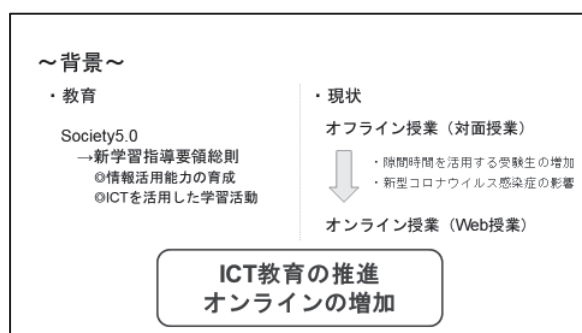 ～背景～
・教育
Society5.0
→新学習指導要領総則
◎情報活用能力の育成
◎ICTを活用した学習活動
・現状
オフライン授業（対面授業）
・隙間時間を活用する受験生の増加
・新型コロナウイルス感染症の影響
オンライン授業（Web授業）
ICT教育の推進
オンラインの増加